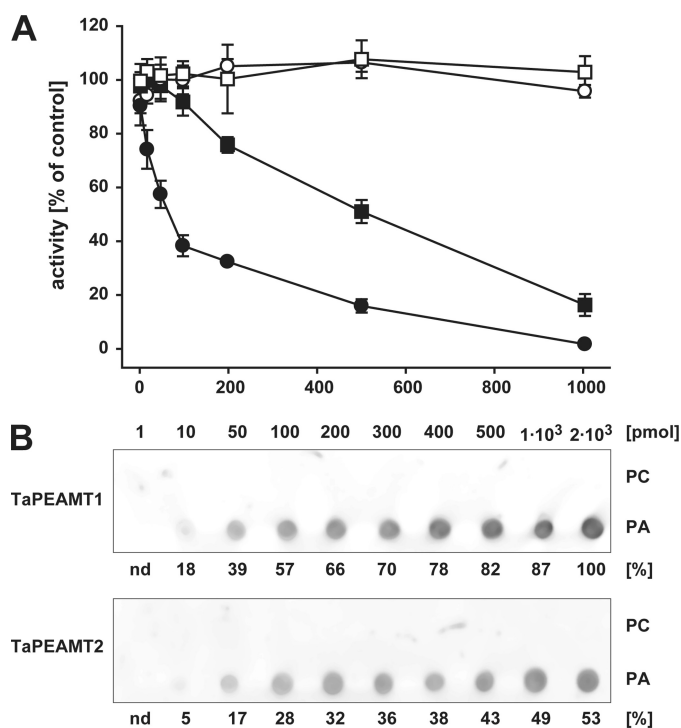 A
activity [% of control]
120
100
80
60
40
20
0
0 200 400 600 800 1000
B
1 10 50 100 200 300 400 500 1·10³ 2·10³ [pmol]
TaPEAMT1
PC
PA
nd 18 39 57 66 70 78 82 87 100 [%]
TaPEAMT2
PC
PA
nd 5 17 28 32 36 38 43 49 53 [%]